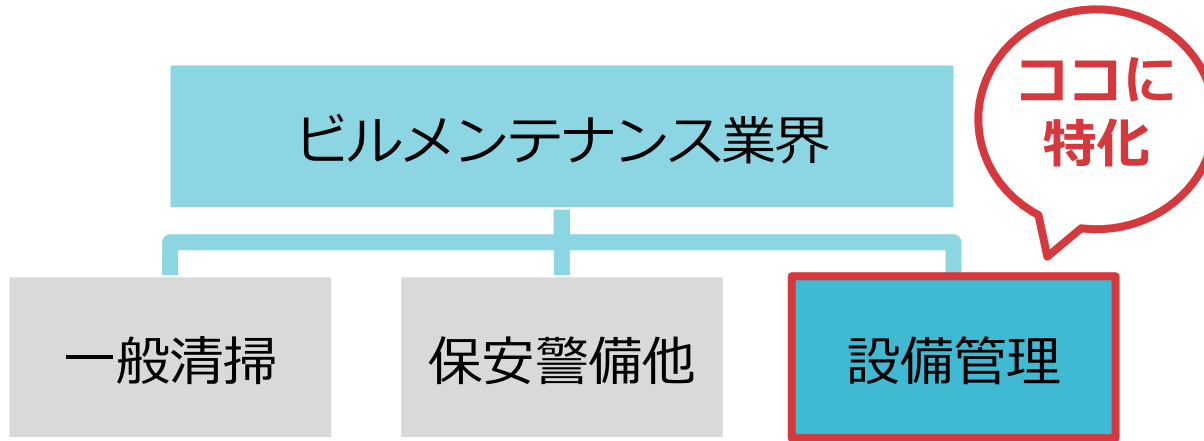 ココに
特化
ビルメンテナンス業界
一般清掃
保安警備他
設備管理